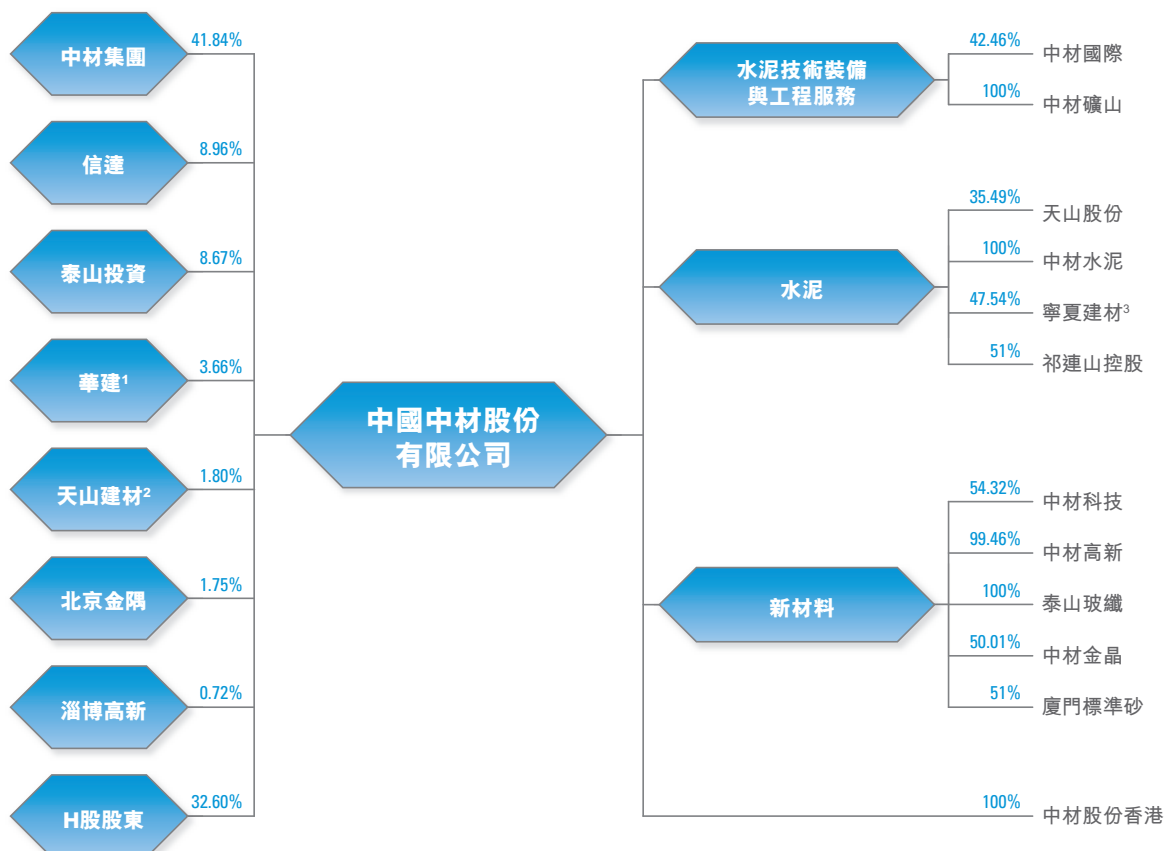 中材集團
41.84%
信達
8.96%
泰山投資
8.67%
華建¹
3.66%
天山建材²
1.80%
北京金隅
1.75%
淄博高新
0.72%
H股股東
32.60%
中國中材股份
有限公司
水泥技術裝備
與工程服務
42.46%
中材國際
100%
中材礦山
水泥
35.49%
天山股份
100%
中材水泥
47.54%
寧夏建材³
51%
祁連山控股
新材料
54.32%
中材科技
99.46%
中材高新
100%
泰山玻纖
50.01%
中材金晶
51%
廈門標準砂
100%
中材股份香港